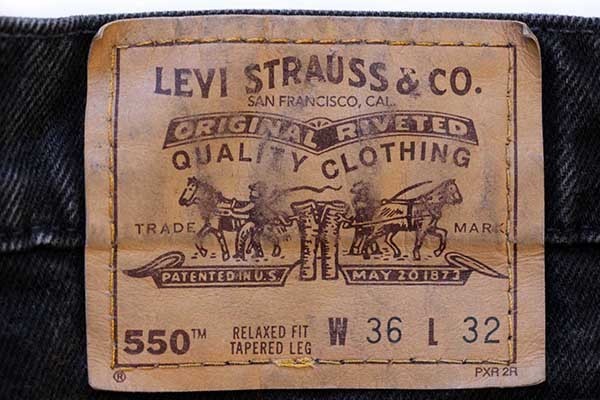 LEVI STRAUSS & CO.
SAN FRANCISCO, CAL.
ORIGINAL RIVETED
QUALITY CLOTHING
TRADE MARK
PATENTED IN U.S. MAY 20 1873
550™ RELAXED FIT W 36 L 32
TAPERED LEG
® PXR 2R